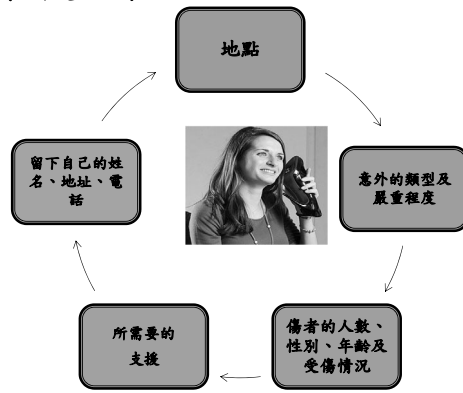 地點
意外的類型及
嚴重程度
傷者的人數、
性別、年齡及
受傷情況
所需要的
支援
留下自己的姓
名、地址、電
話